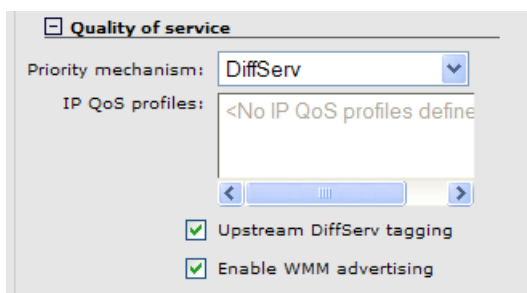 Quality of service
Priority mechanism: DiffServ
IP QoS profiles: <No IP QoS profiles define
Upstream DiffServ tagging
Enable WMM advertising